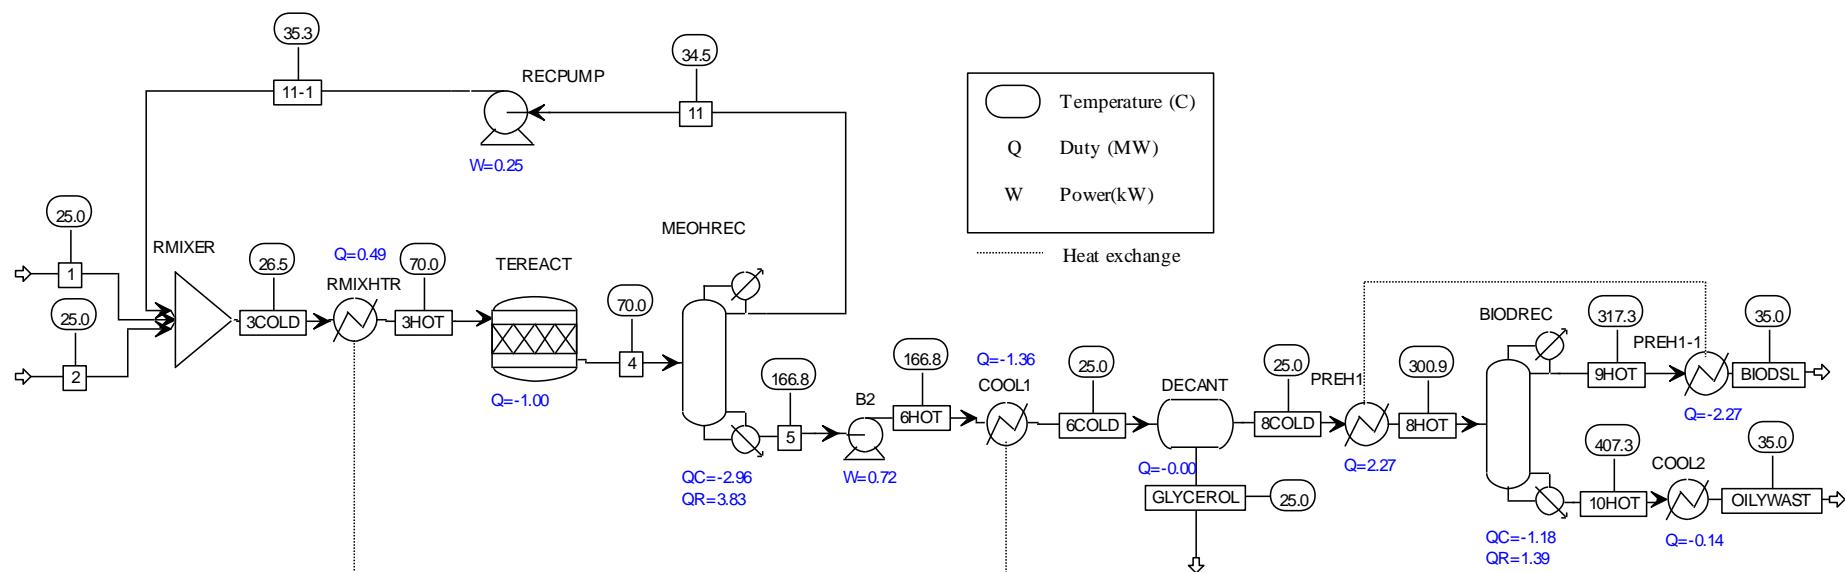 35.3
34.5
RECPUMP
11-1
11
W=0.25
Temperature (C)
Q Duty (MW)
W Power(kW)
Heat exchange
25.0
1
RMIXER
25.0
2
26.5
3COLD
Q=0.49
RMIXHTR
70.0
3HOT
TEREACT
Q=-1.00
70.0
4
MEOHREC
QC=-2.96
QR=3.83
166.8
5
B2
W=0.72
166.8
6HOT
Q=-1.36
COOL1
25.0
6COLD
DECANT
Q=-0.00
GLYCEROL
25.0
25.0
8COLD
PREH1
Q=2.27
300.9
8HOT
BIODREC
QC=-1.18
QR=1.39
317.3
9HOT
PREH1-1
Q=-2.27
35.0
BIODSL
407.3
10HOT
COOL2
Q=-0.14
35.0
OILYWAST